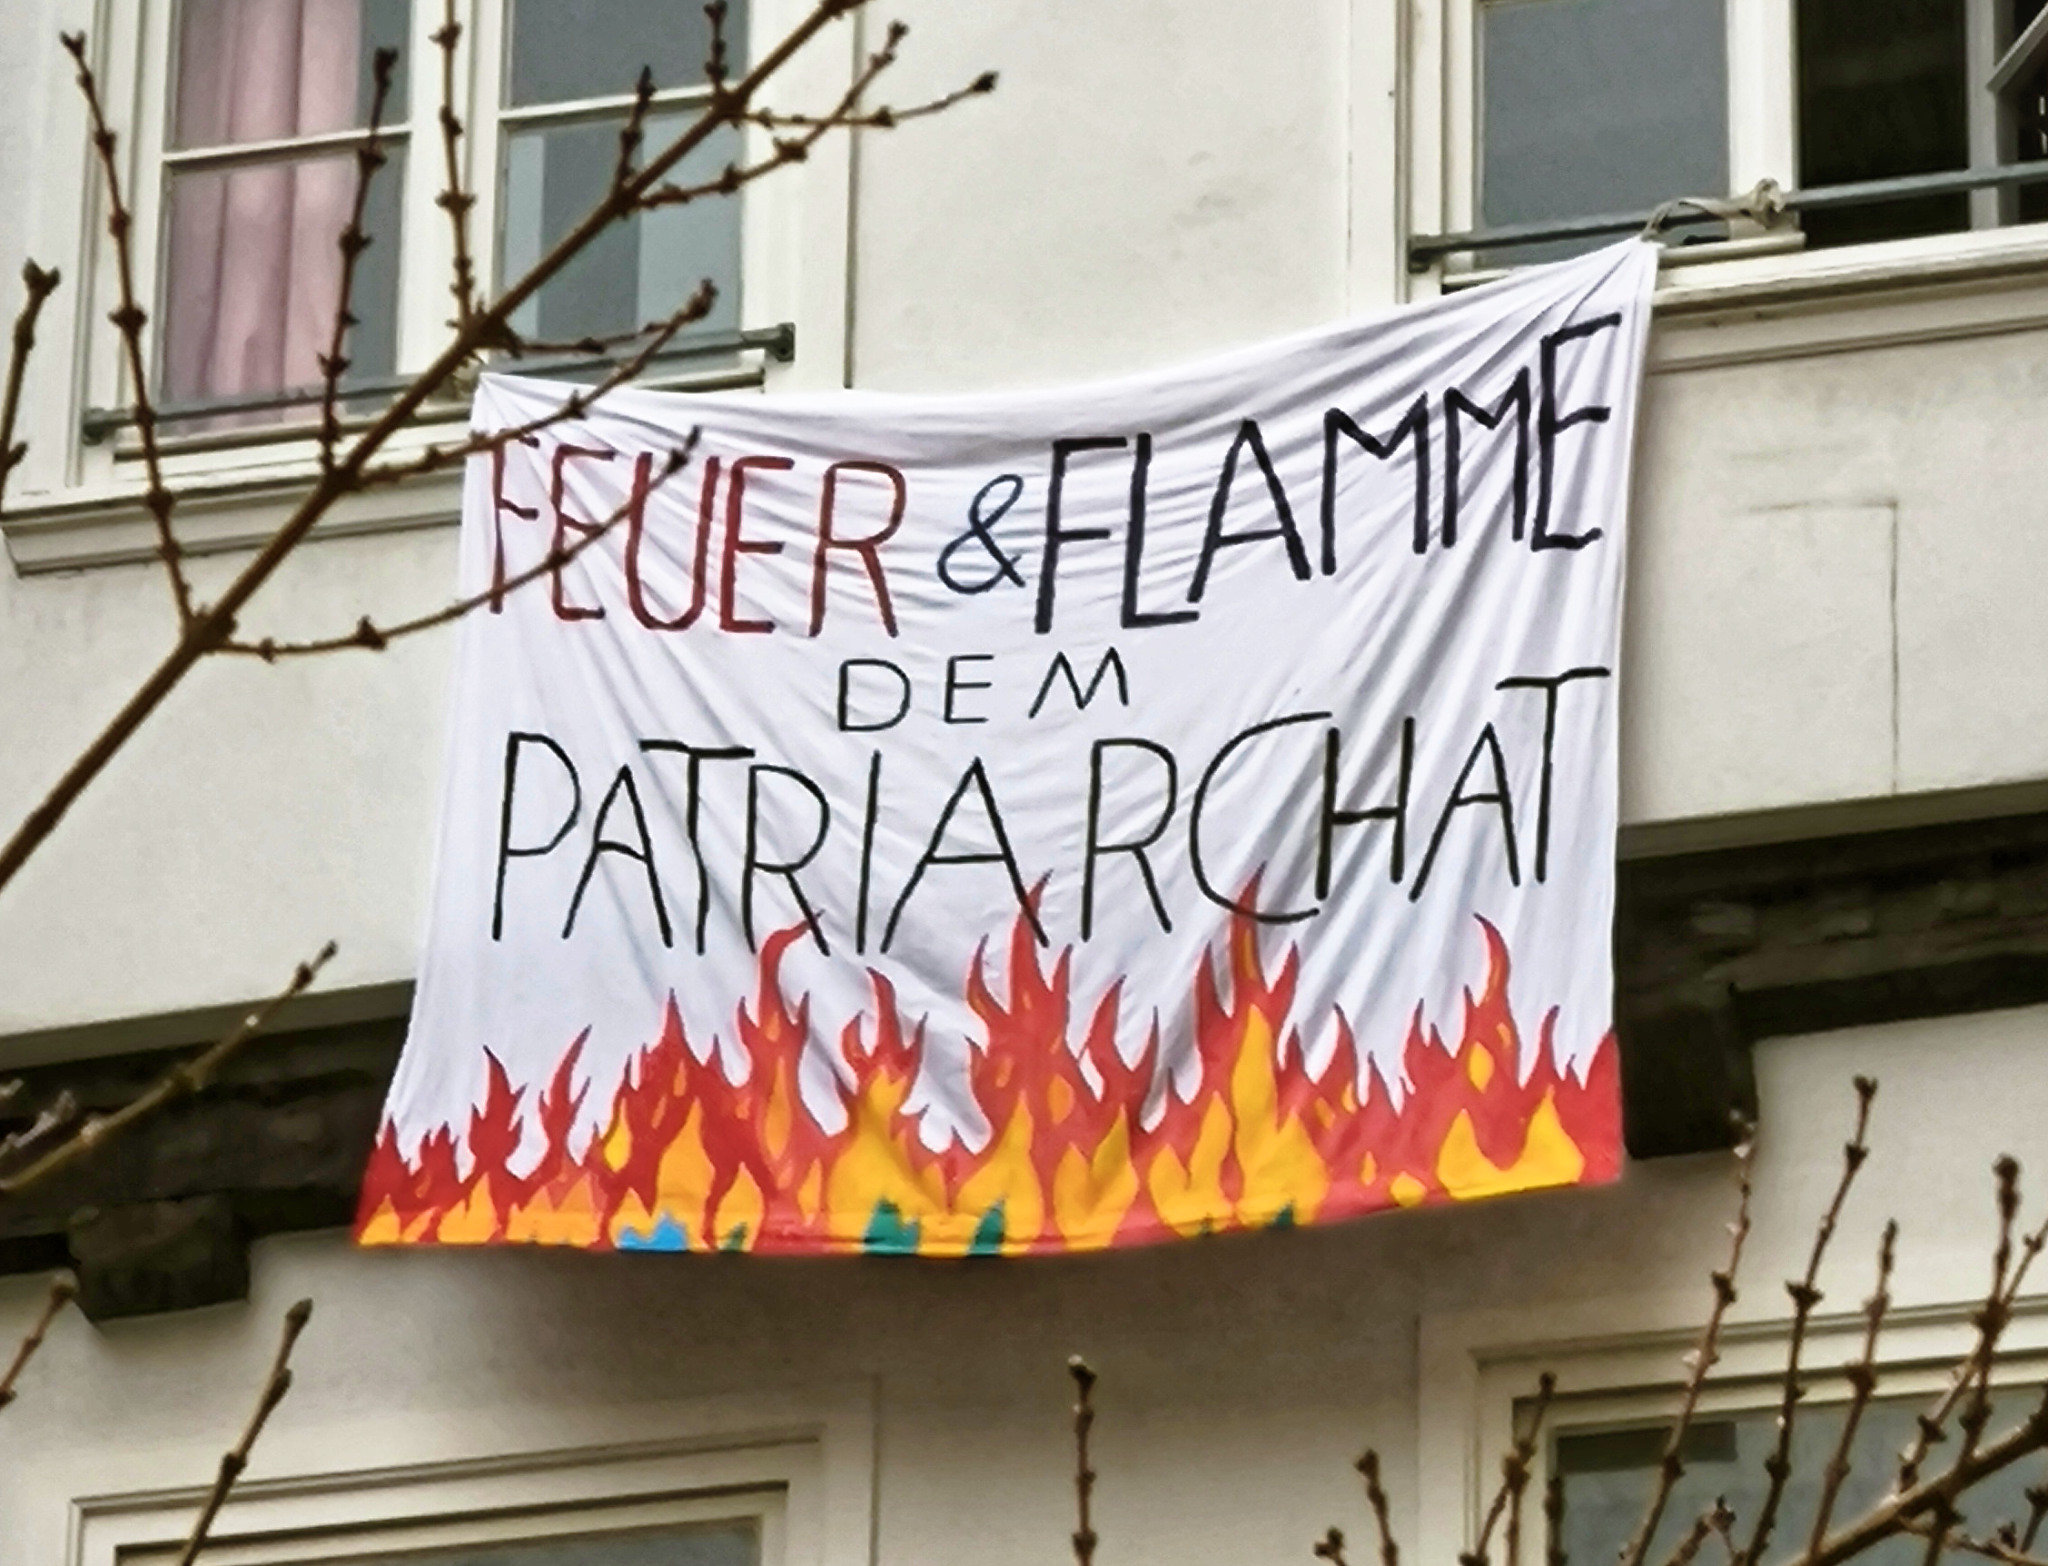 FEUER & FLAMME
DEM
PATRIARCHAT